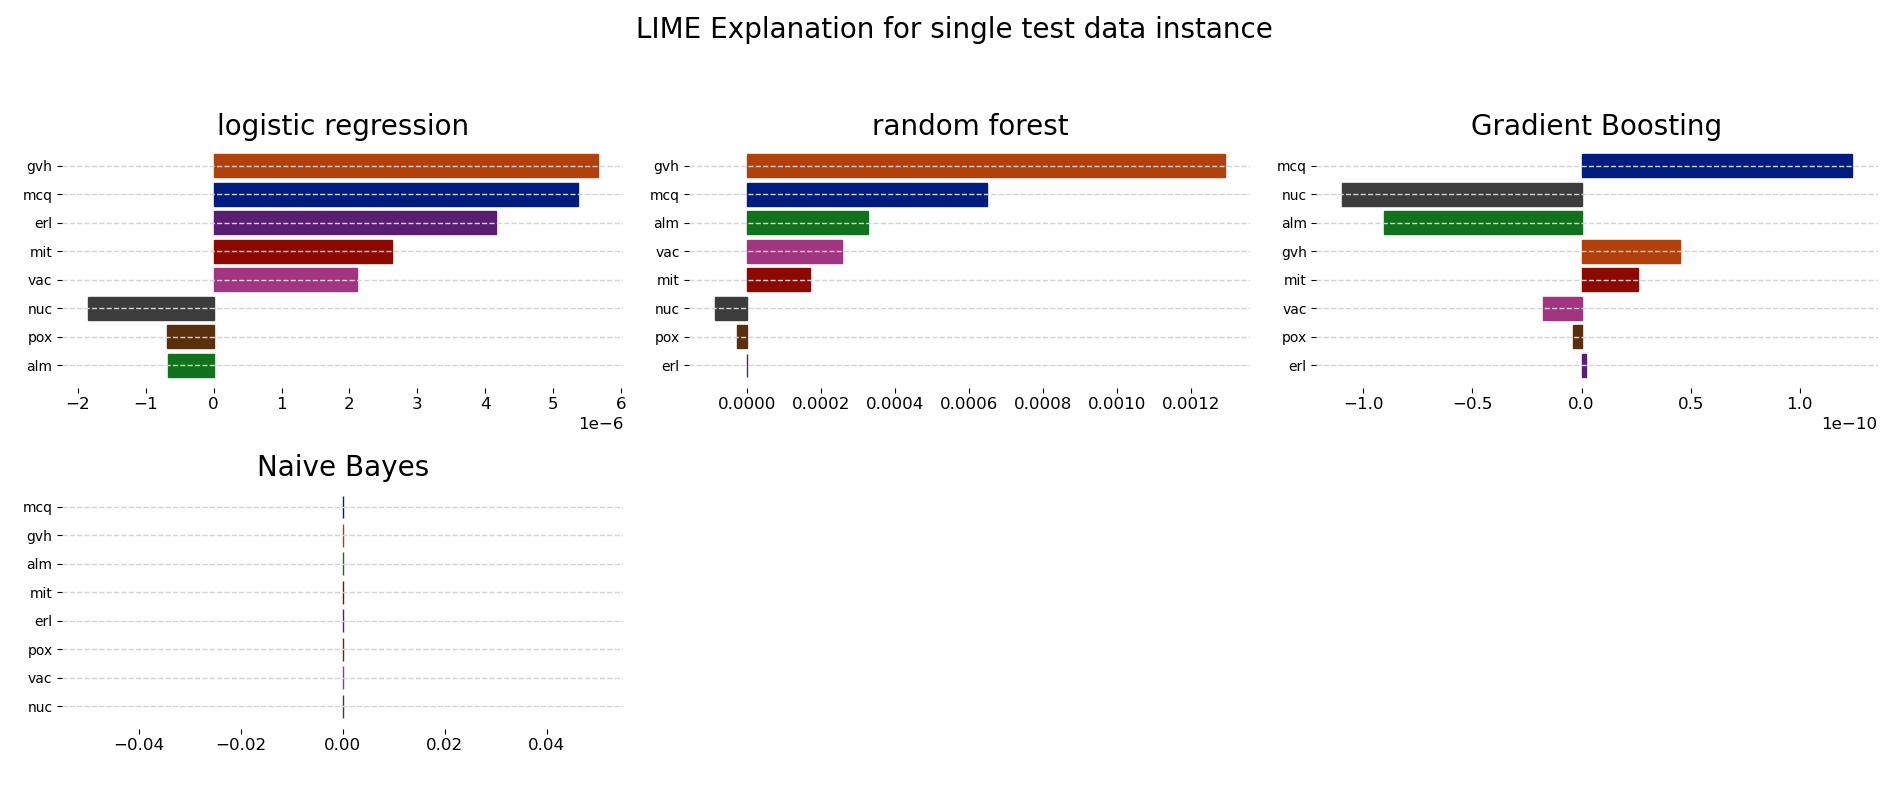 LIME Explanation for single test data instance
logistic regression
gvh
mcq
erl
mit
vac
nuc
pox
alm
−2 −1 0 1 2 3 4 5 6
1e−6
random forest
gvh
mcq
alm
vac
mit
nuc
pox
erl
0.0000 0.0002 0.0004 0.0006 0.0008 0.0010 0.0012
Gradient Boosting
mcq
nuc
alm
gvh
mit
vac
pox
erl
−1.0 −0.5 0.0 0.5 1.0
1e−10
Naive Bayes
mcq
gvh
alm
mit
erl
pox
vac
nuc
−0.04 −0.02 0.00 0.02 0.04